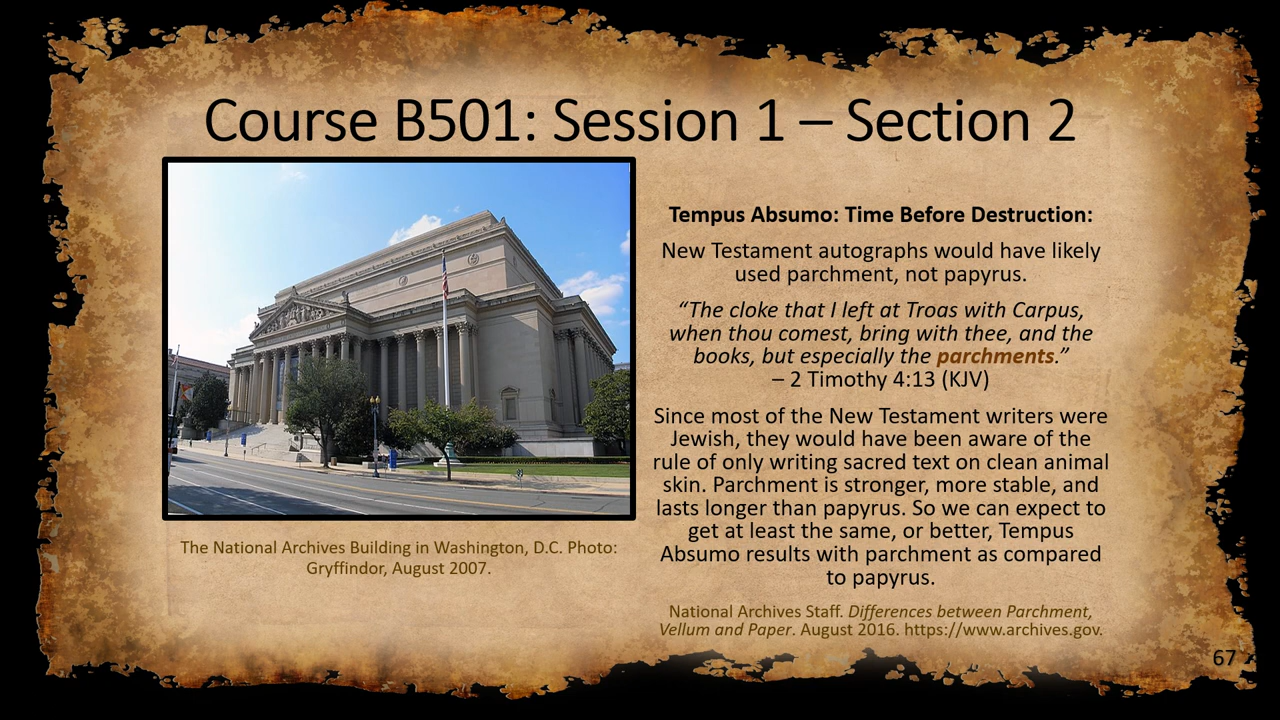 Course B501: Session 1 – Section 2
Tempus Absumo: Time Before Destruction:
New Testament autographs would have likely
used parchment, not papyrus.
“The cloke that I left at Troas with Carpus,
when thou comest, bring with thee, and the
books, but especially the parchments.”
– 2 Timothy 4:13 (KJV)
Since most of the New Testament writers were
Jewish, they would have been aware of the
rule of only writing sacred text on clean animal
skin. Parchment is stronger, more stable, and
lasts longer than papyrus. So we can expect to
get at least the same, or better, Tempus
Absumo results with parchment as compared
to papyrus.
National Archives Staff. Differences between Parchment,
Vellum and Paper. August 2016. https://www.archives.gov.
The National Archives Building in Washington, D.C. Photo:
Gryffindor, August 2007.
67